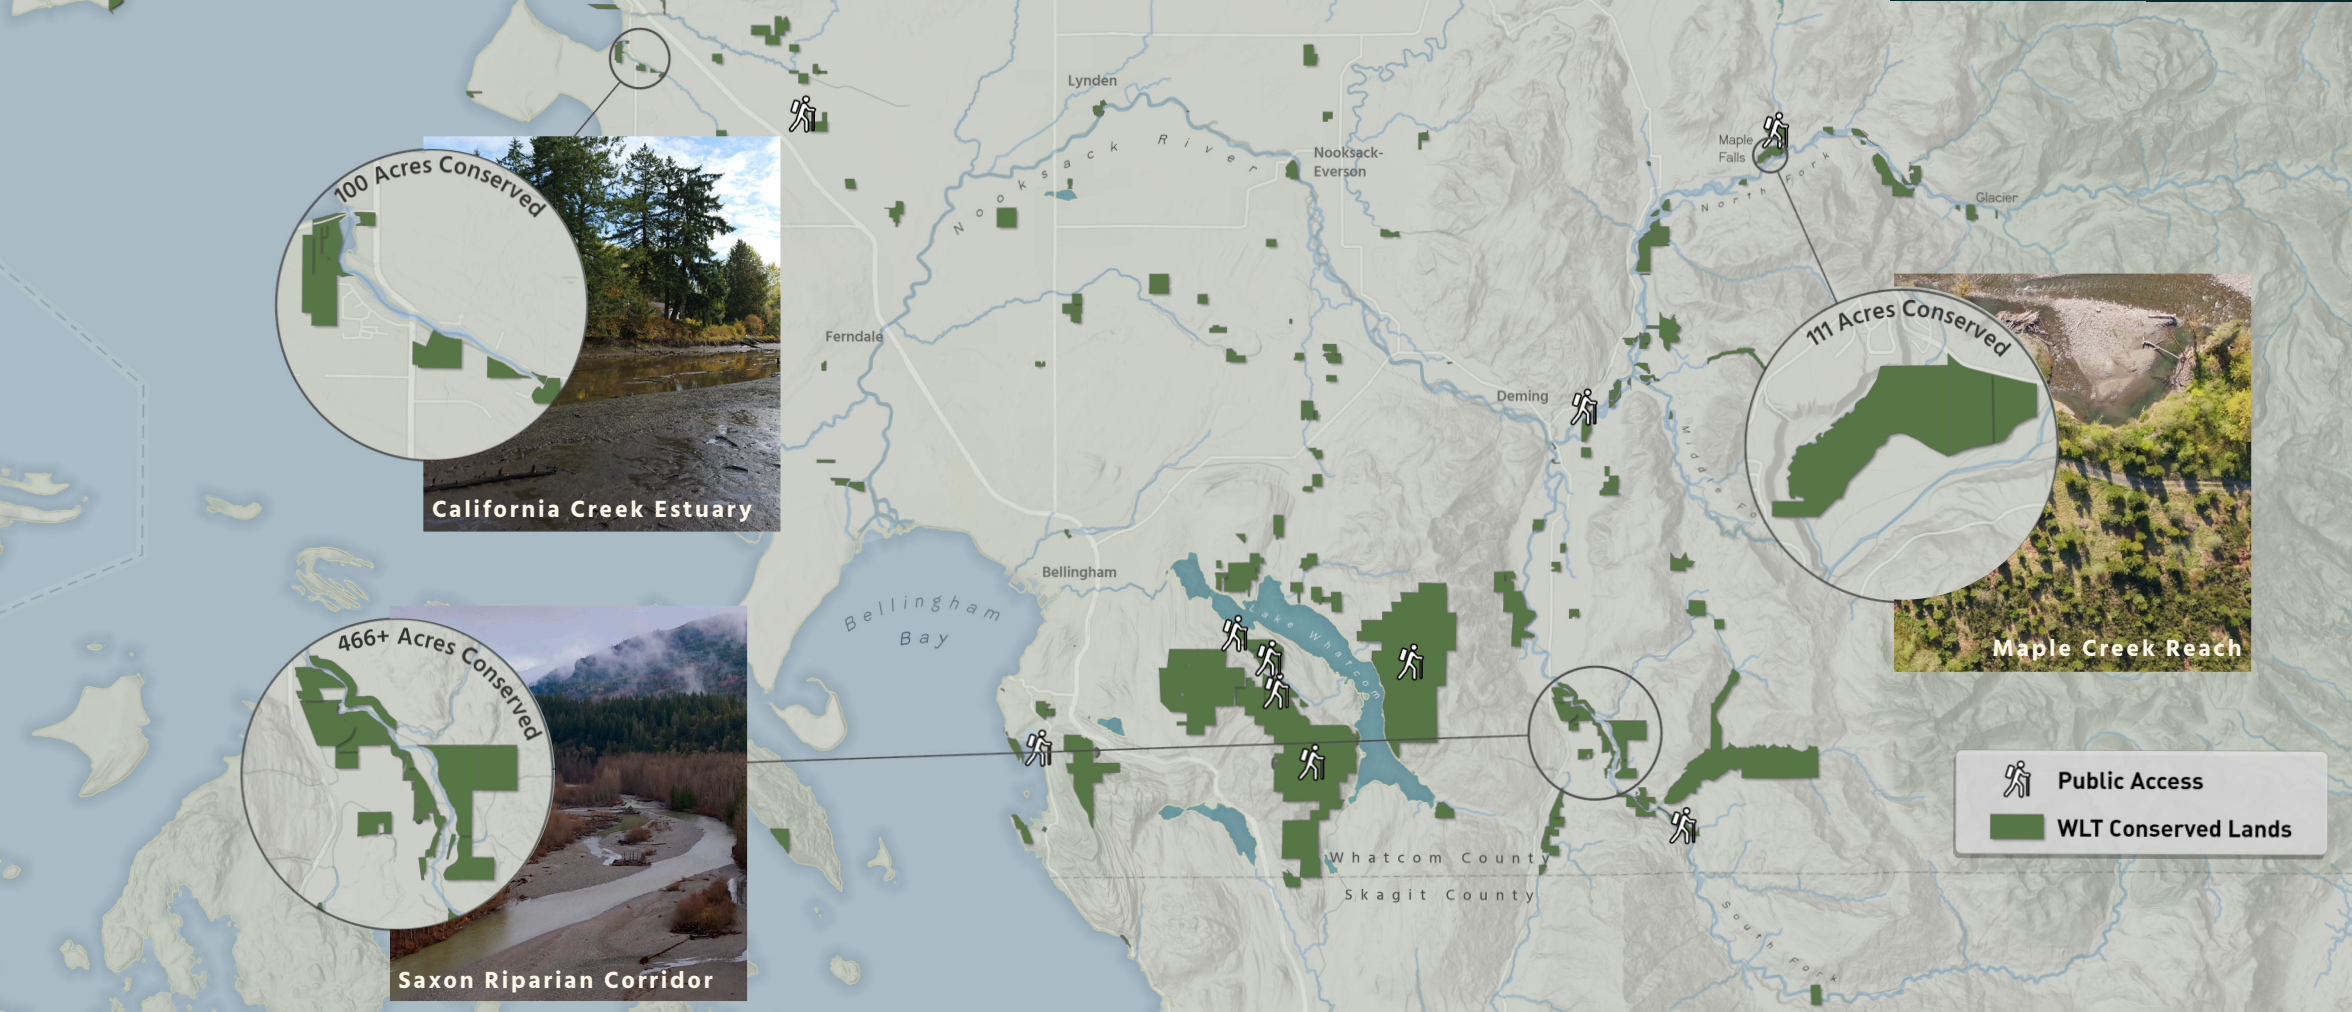 Lynden
Nooksack River
Nooksack-
Everson
Maple
Falls
North Fork
Glacier
100 Acres Conserved
California Creek Estuary
Ferndale
Deming
Middle Fo
111 Acres Conserved
Maple Creek Reach
Bellingham
Bellingham
Bay
Lake Whatcom
466+ Acres Conserved
Saxon Riparian Corridor
Public Access
WLT Conserved Lands
Whatcom County
Skagit County
South Fork